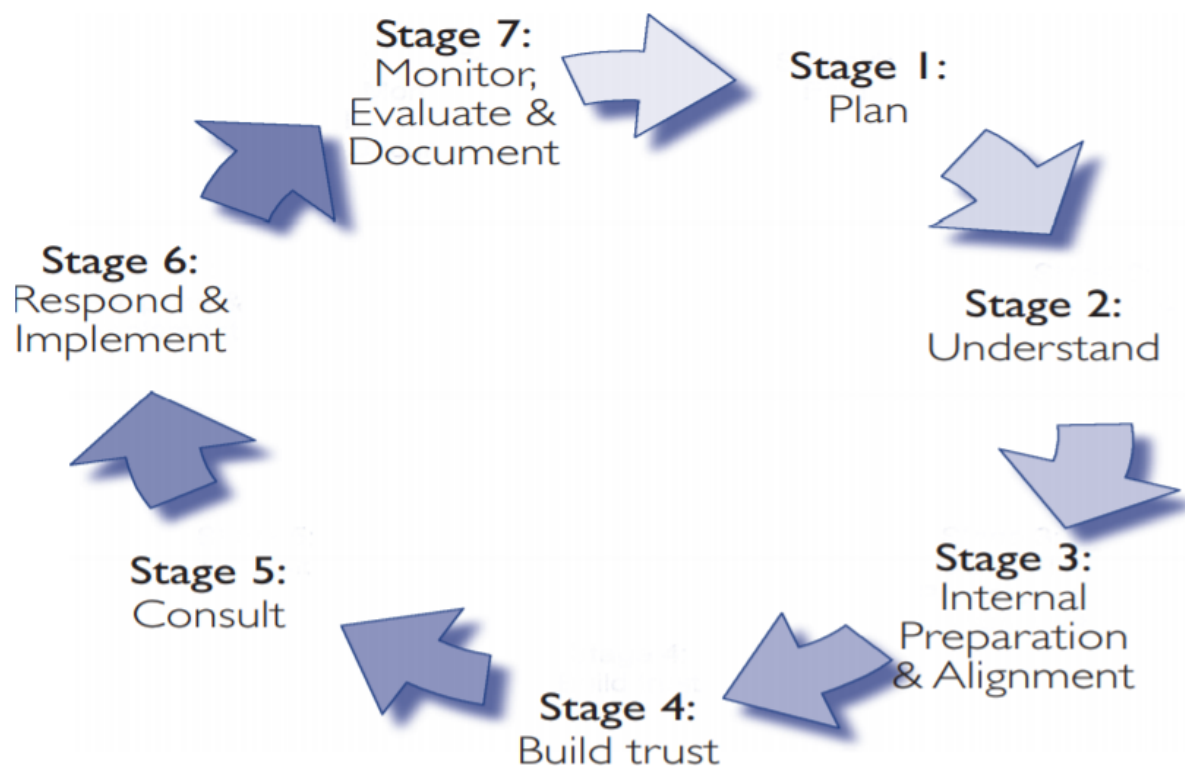 Stage 7:
Monitor,
Evaluate &
Document
Stage 1:
Plan
Stage 2:
Understand
Stage 3:
Internal
Preparation
& Alignment
Stage 4:
Build trust
Stage 5:
Consult
Stage 6:
Respond &
Implement